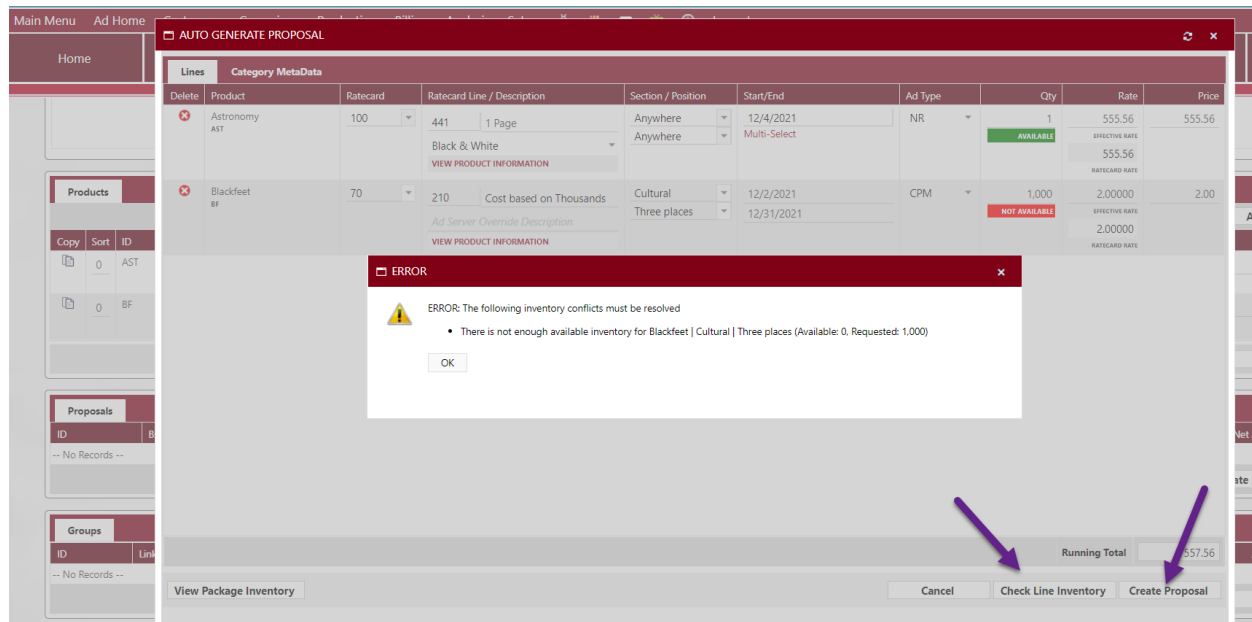 Main Menu Ad Home
AUTO GENERATE PROPOSAL
Home
Lines Category MetaData
Delete Product Ratecard Ratecard Line / Description Section / Position Start/End Ad Type Qty Rate Price
Astronomy 100 441 1 Page Anywhere 12/4/2021 NR 1 555.56 555.56
AST Anywhere Multi-Select AVAILABLE EFFECTIVE RATE
Black & White 555.56
VIEW PRODUCT INFORMATION RATECARD RATE
Products
Blackfeet 70 210 Cost based on Thousands Cultural 12/2/2021 CPM 1,000 2.00000 2.00
BF Three places 12/31/2021 NOT AVAILABLE EFFECTIVE RATE
Ad Server Override Description 2.00000
VIEW PRODUCT INFORMATION RATECARD RATE
Copy Sort ID
0 AST
0 BF
ERROR
ERROR: The following inventory conflicts must be resolved
• There is not enough available inventory for Blackfeet | Cultural | Three places (Available: 0, Requested: 1,000)
OK
Proposals
ID B Net
-- No Records --
ate
Groups
ID Link
-- No Records --
Running Total 557.56
View Package Inventory Cancel Check Line Inventory Create Proposal